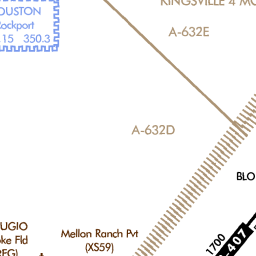 KINGSVILLE 4 MO
OUSTON
ockport
15 350.3
A-632E
A-632D
BLO
UGIO
ke Fld
Mellon Ranch Pvt
(XS59)
1700
-407